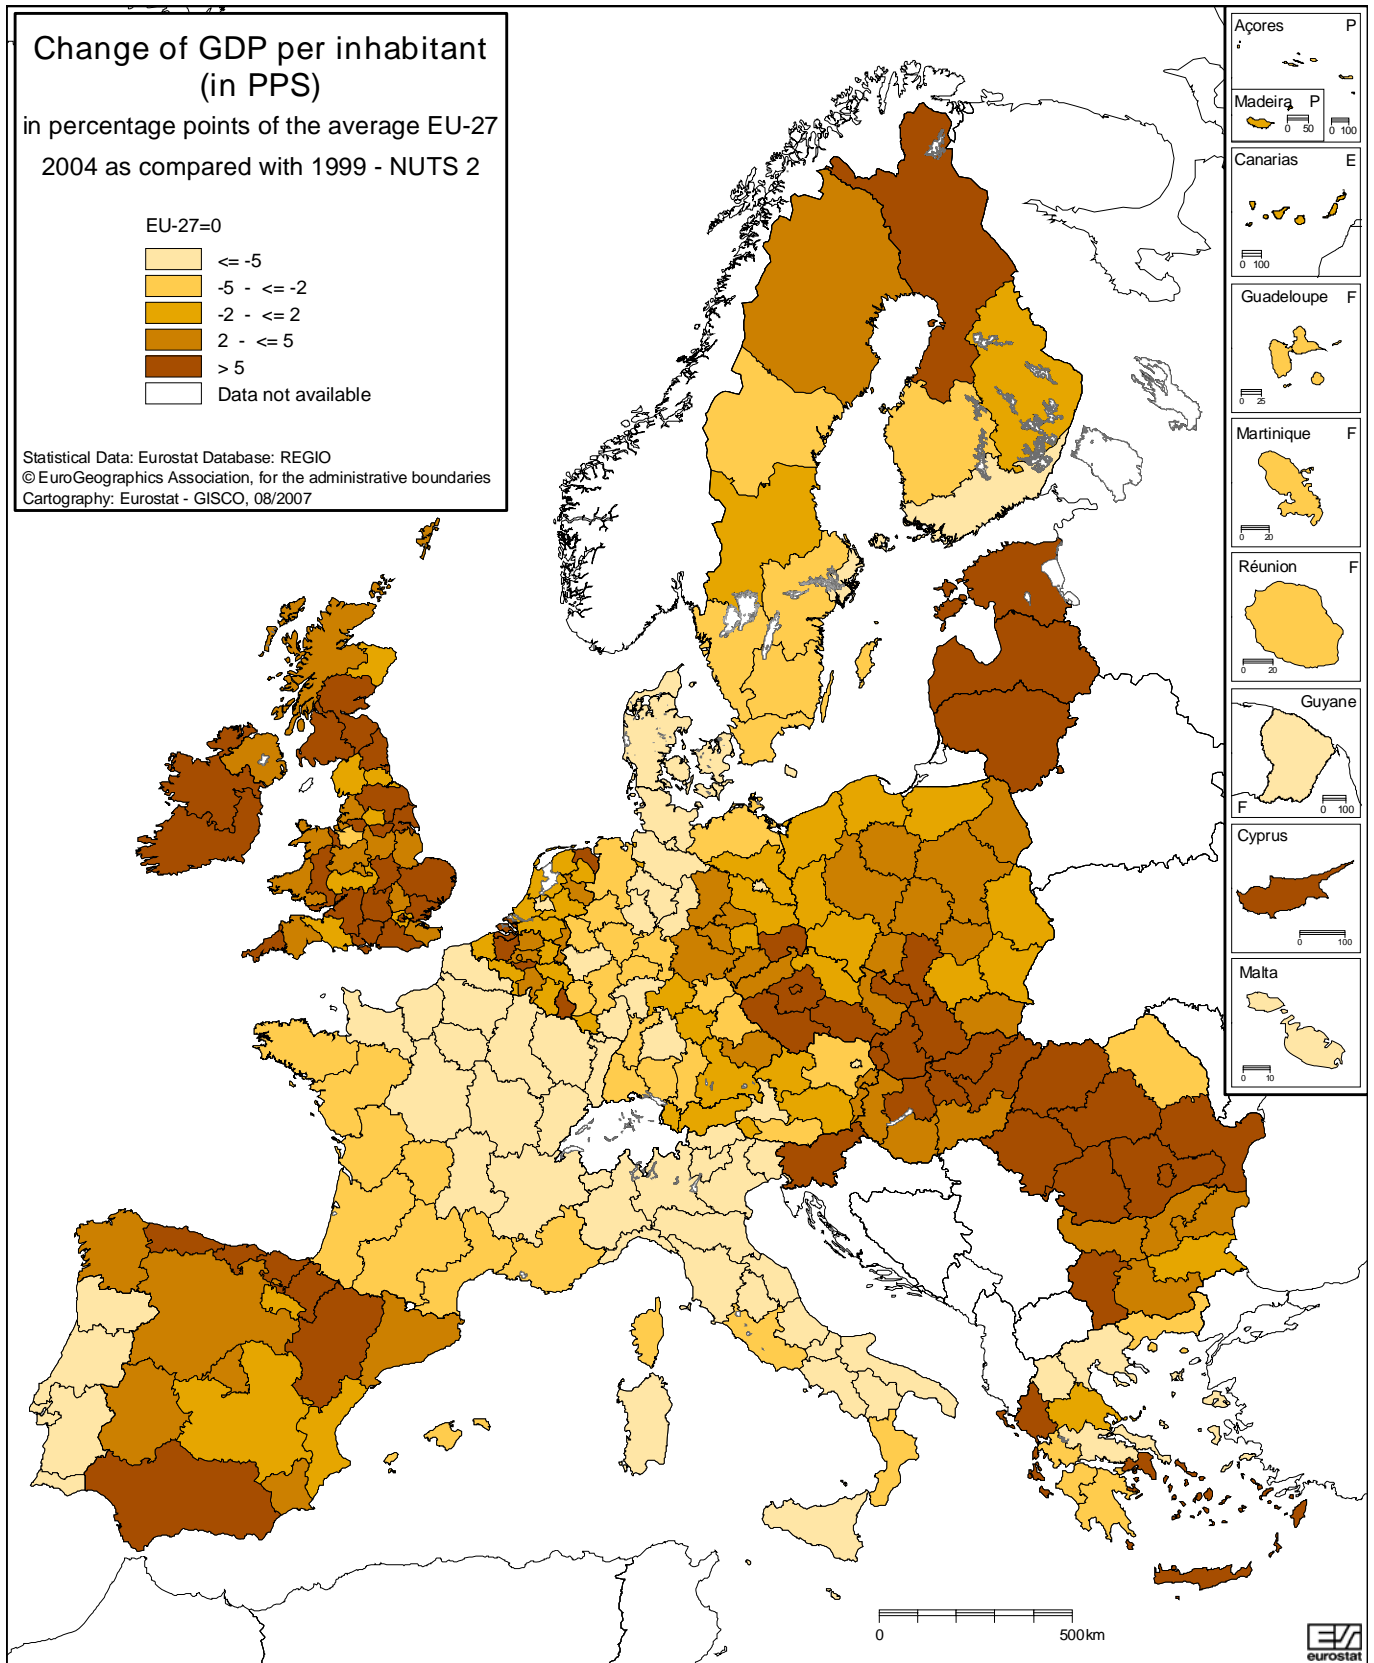 Change of GDP per inhabitant
(in PPS)
in percentage points of the average EU-27
2004 as compared with 1999 - NUTS 2
EU-27=0
<= -5
-5 - <= -2
-2 - <= 2
2 - <= 5
> 5
Data not available
Statistical Data: Eurostat Database: REGIO
© EuroGeographics Association, for the administrative boundaries
Cartography: Eurostat - GISCO, 08/2007
Açores P
0 100
Madeira P
0 50
Canarias E
0 100
Guadeloupe F
0 25
Martinique F
0 20
Réunion F
0 20
Guyane
F
0 100
Cyprus
0 100
Malta
0 10
0 500 km
eurostat